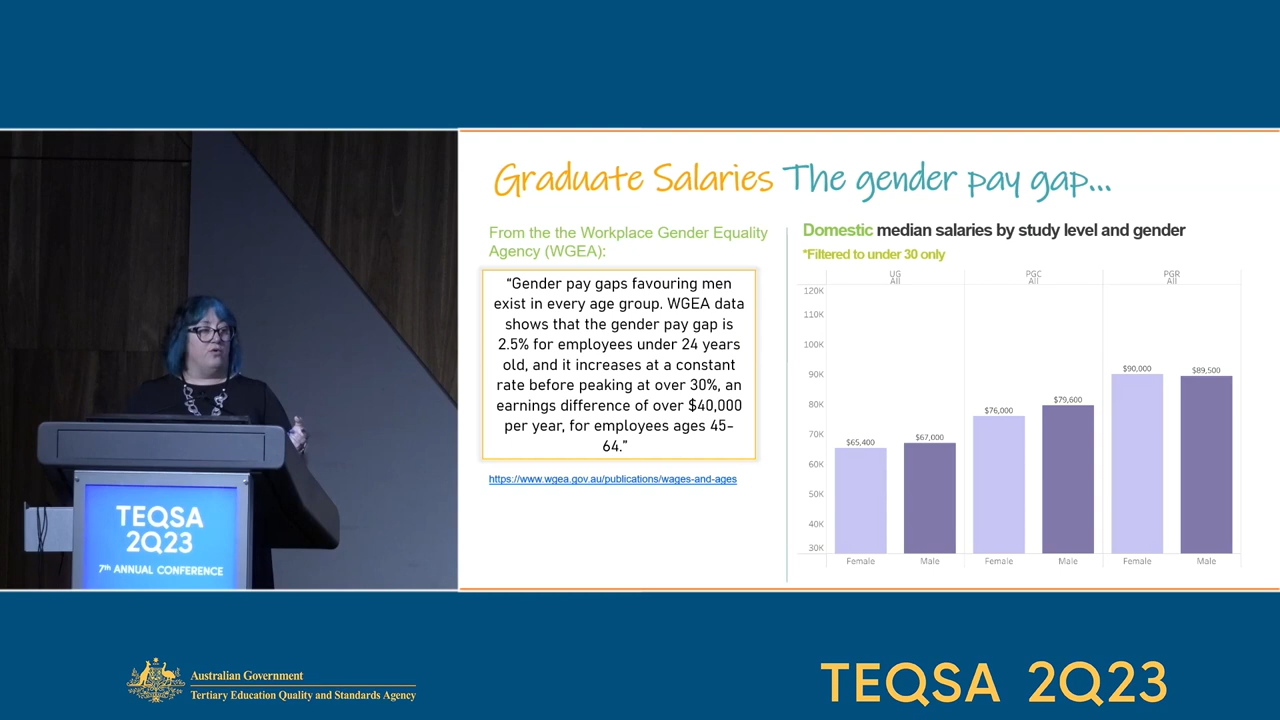 Graduate Salaries The gender pay gap...
From the the Workplace Gender Equality
Agency (WGEA):
“Gender pay gaps favouring men
exist in every age group. WGEA data
shows that the gender pay gap is
2.5% for employees under 24 years
old, and it increases at a constant
rate before peaking at over 30%, an
earnings difference of over $40,000
per year, for employees ages 45-
64.”
https://www.wgea.gov.au/publications/wages-and-ages
Domestic median salaries by study level and gender
*Filtered to under 30 only
UG PGC PGR
All All All
120K
110K
100K
90K
80K
70K
60K
50K
40K
30K
$65,400
$67,000
$76,000
$79,600
$90,000
$89,500
Female Male Female Male Female Male
TEQSA
2Q23
7th ANNUAL CONFERENCE
Australian Government
Tertiary Education Quality and Standards Agency
TEQSA 2Q23